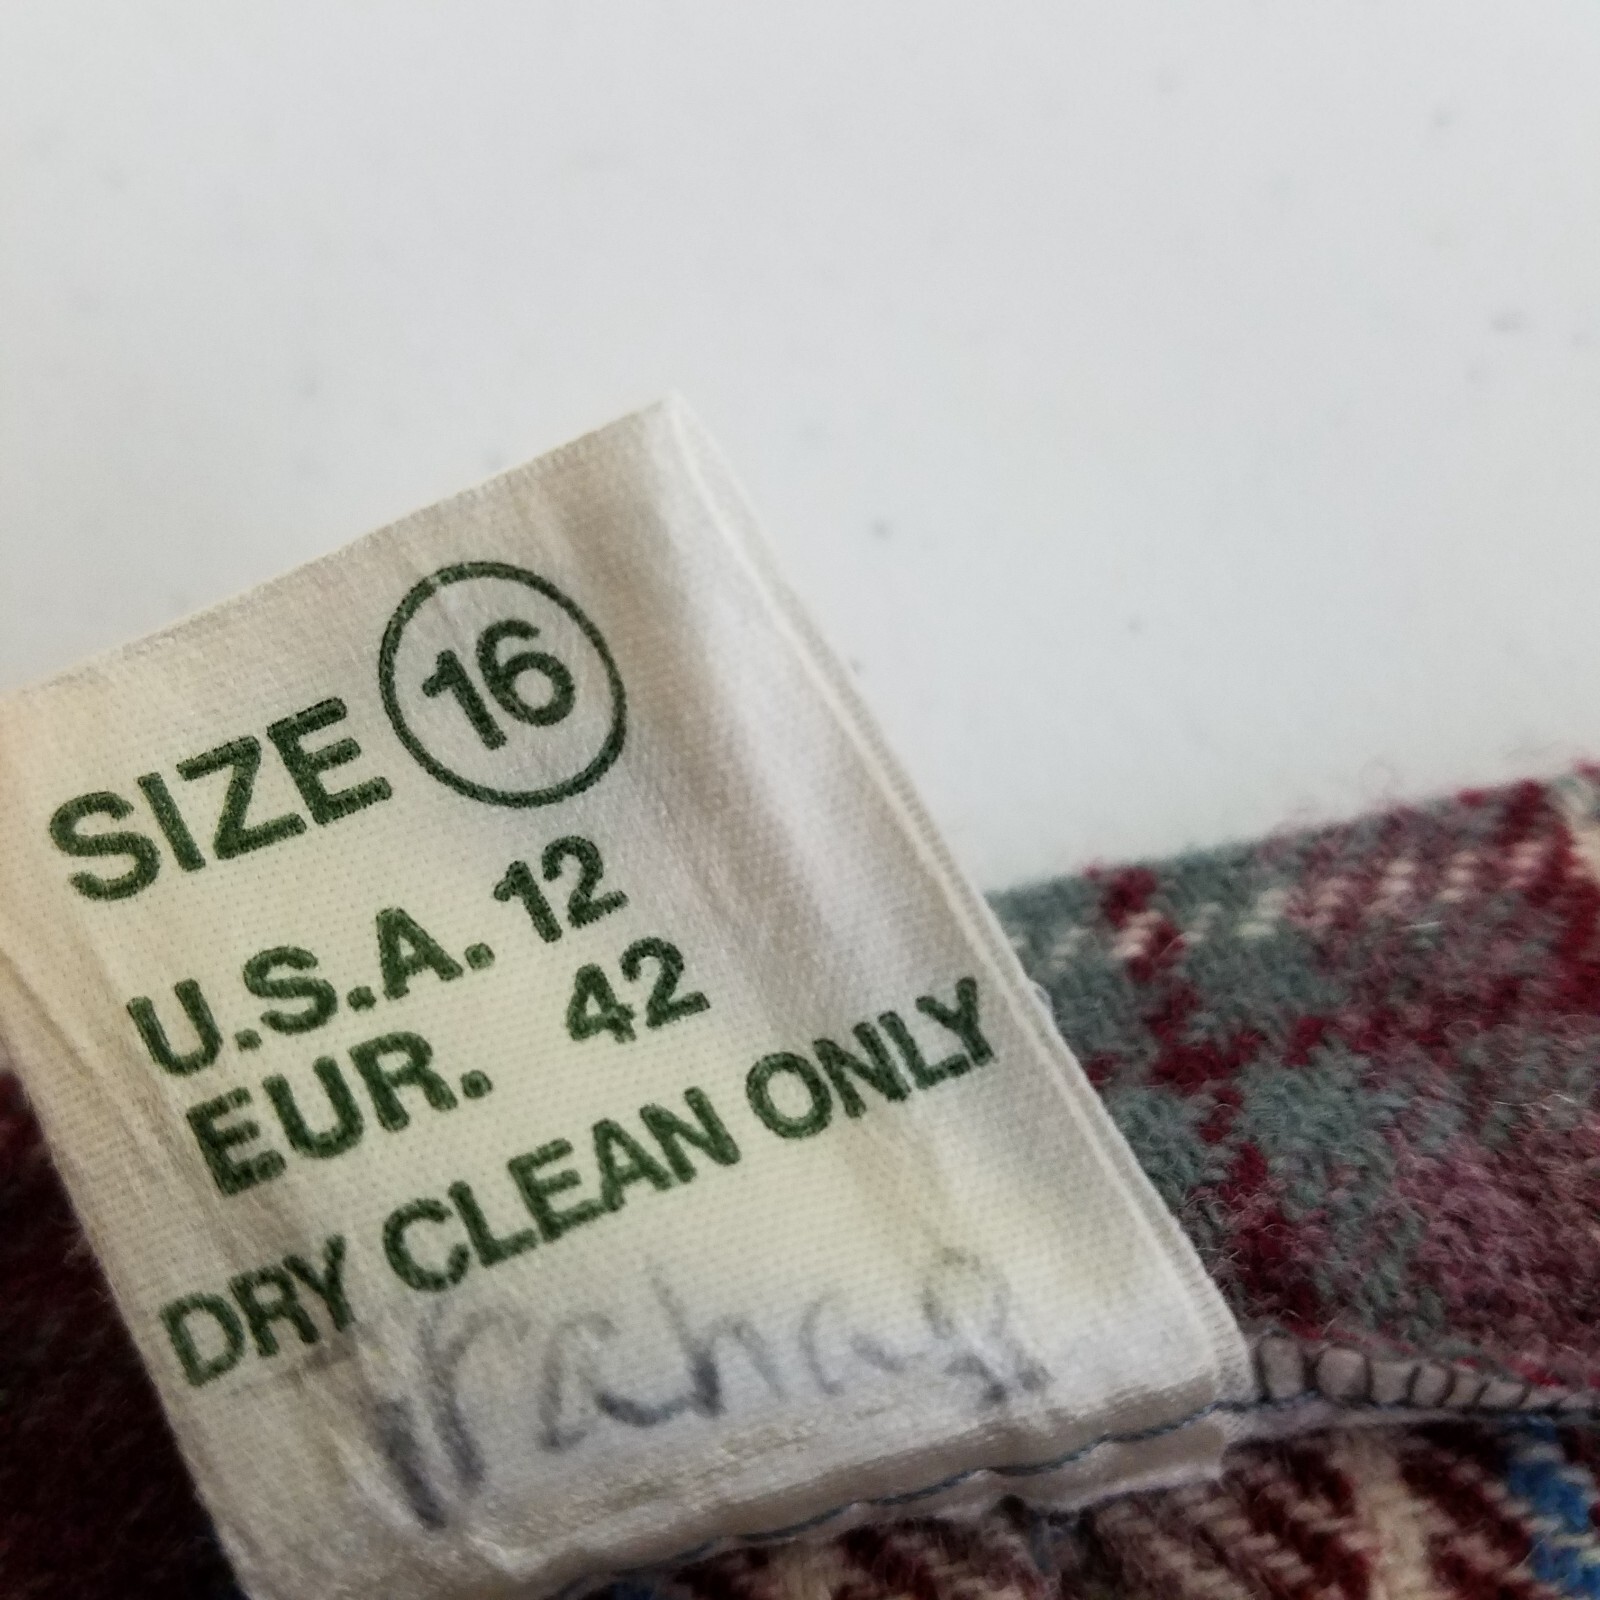 SIZE 16
U.S.A. 12
EUR. 42
DRY CLEAN ONLY